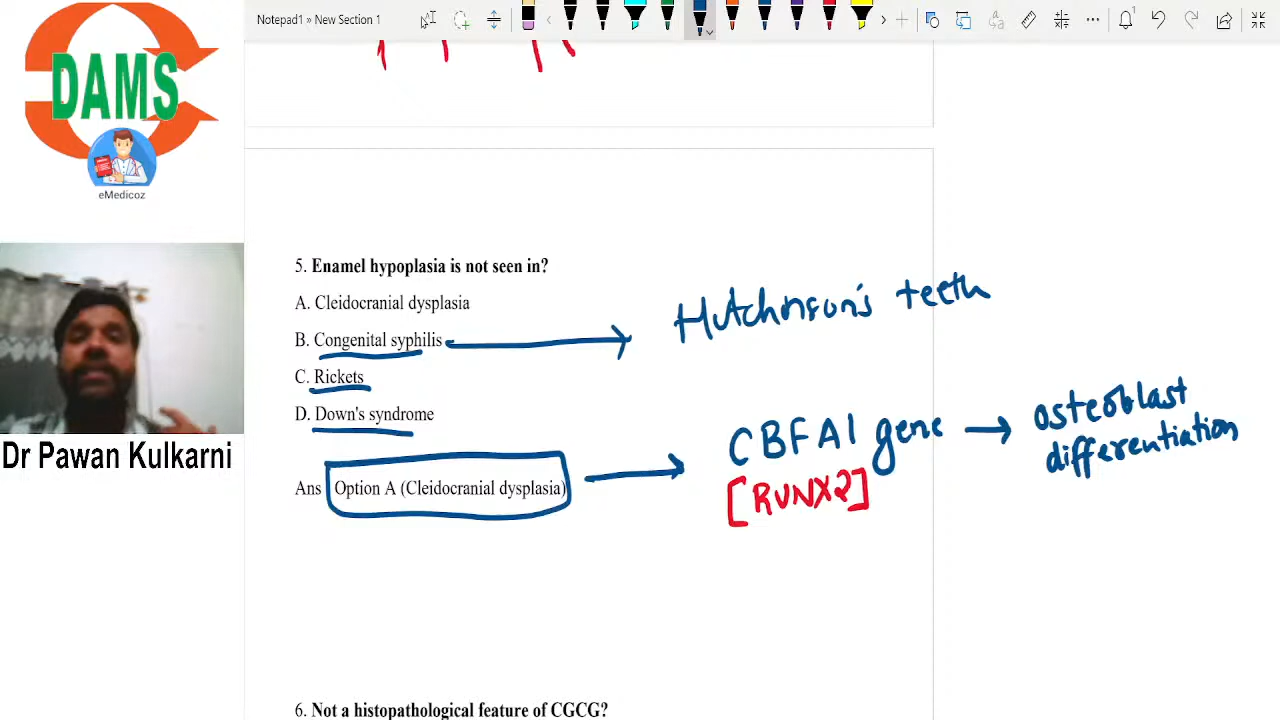 Notepad1 » New Section 1
DAMS
eMedicoz
5. Enamel hypoplasia is not seen in?
A. Cleidocranial dysplasia
B. Congenital syphilis
Hutchinson's teeth
C. Rickets
D. Down's syndrome
Dr Pawan Kulkarni
Ans Option A (Cleidocranial dysplasia)
CBFA1 gene
[RUNX2]
osteoblast
differentiation
6. Not a histopathological feature of CGCG?